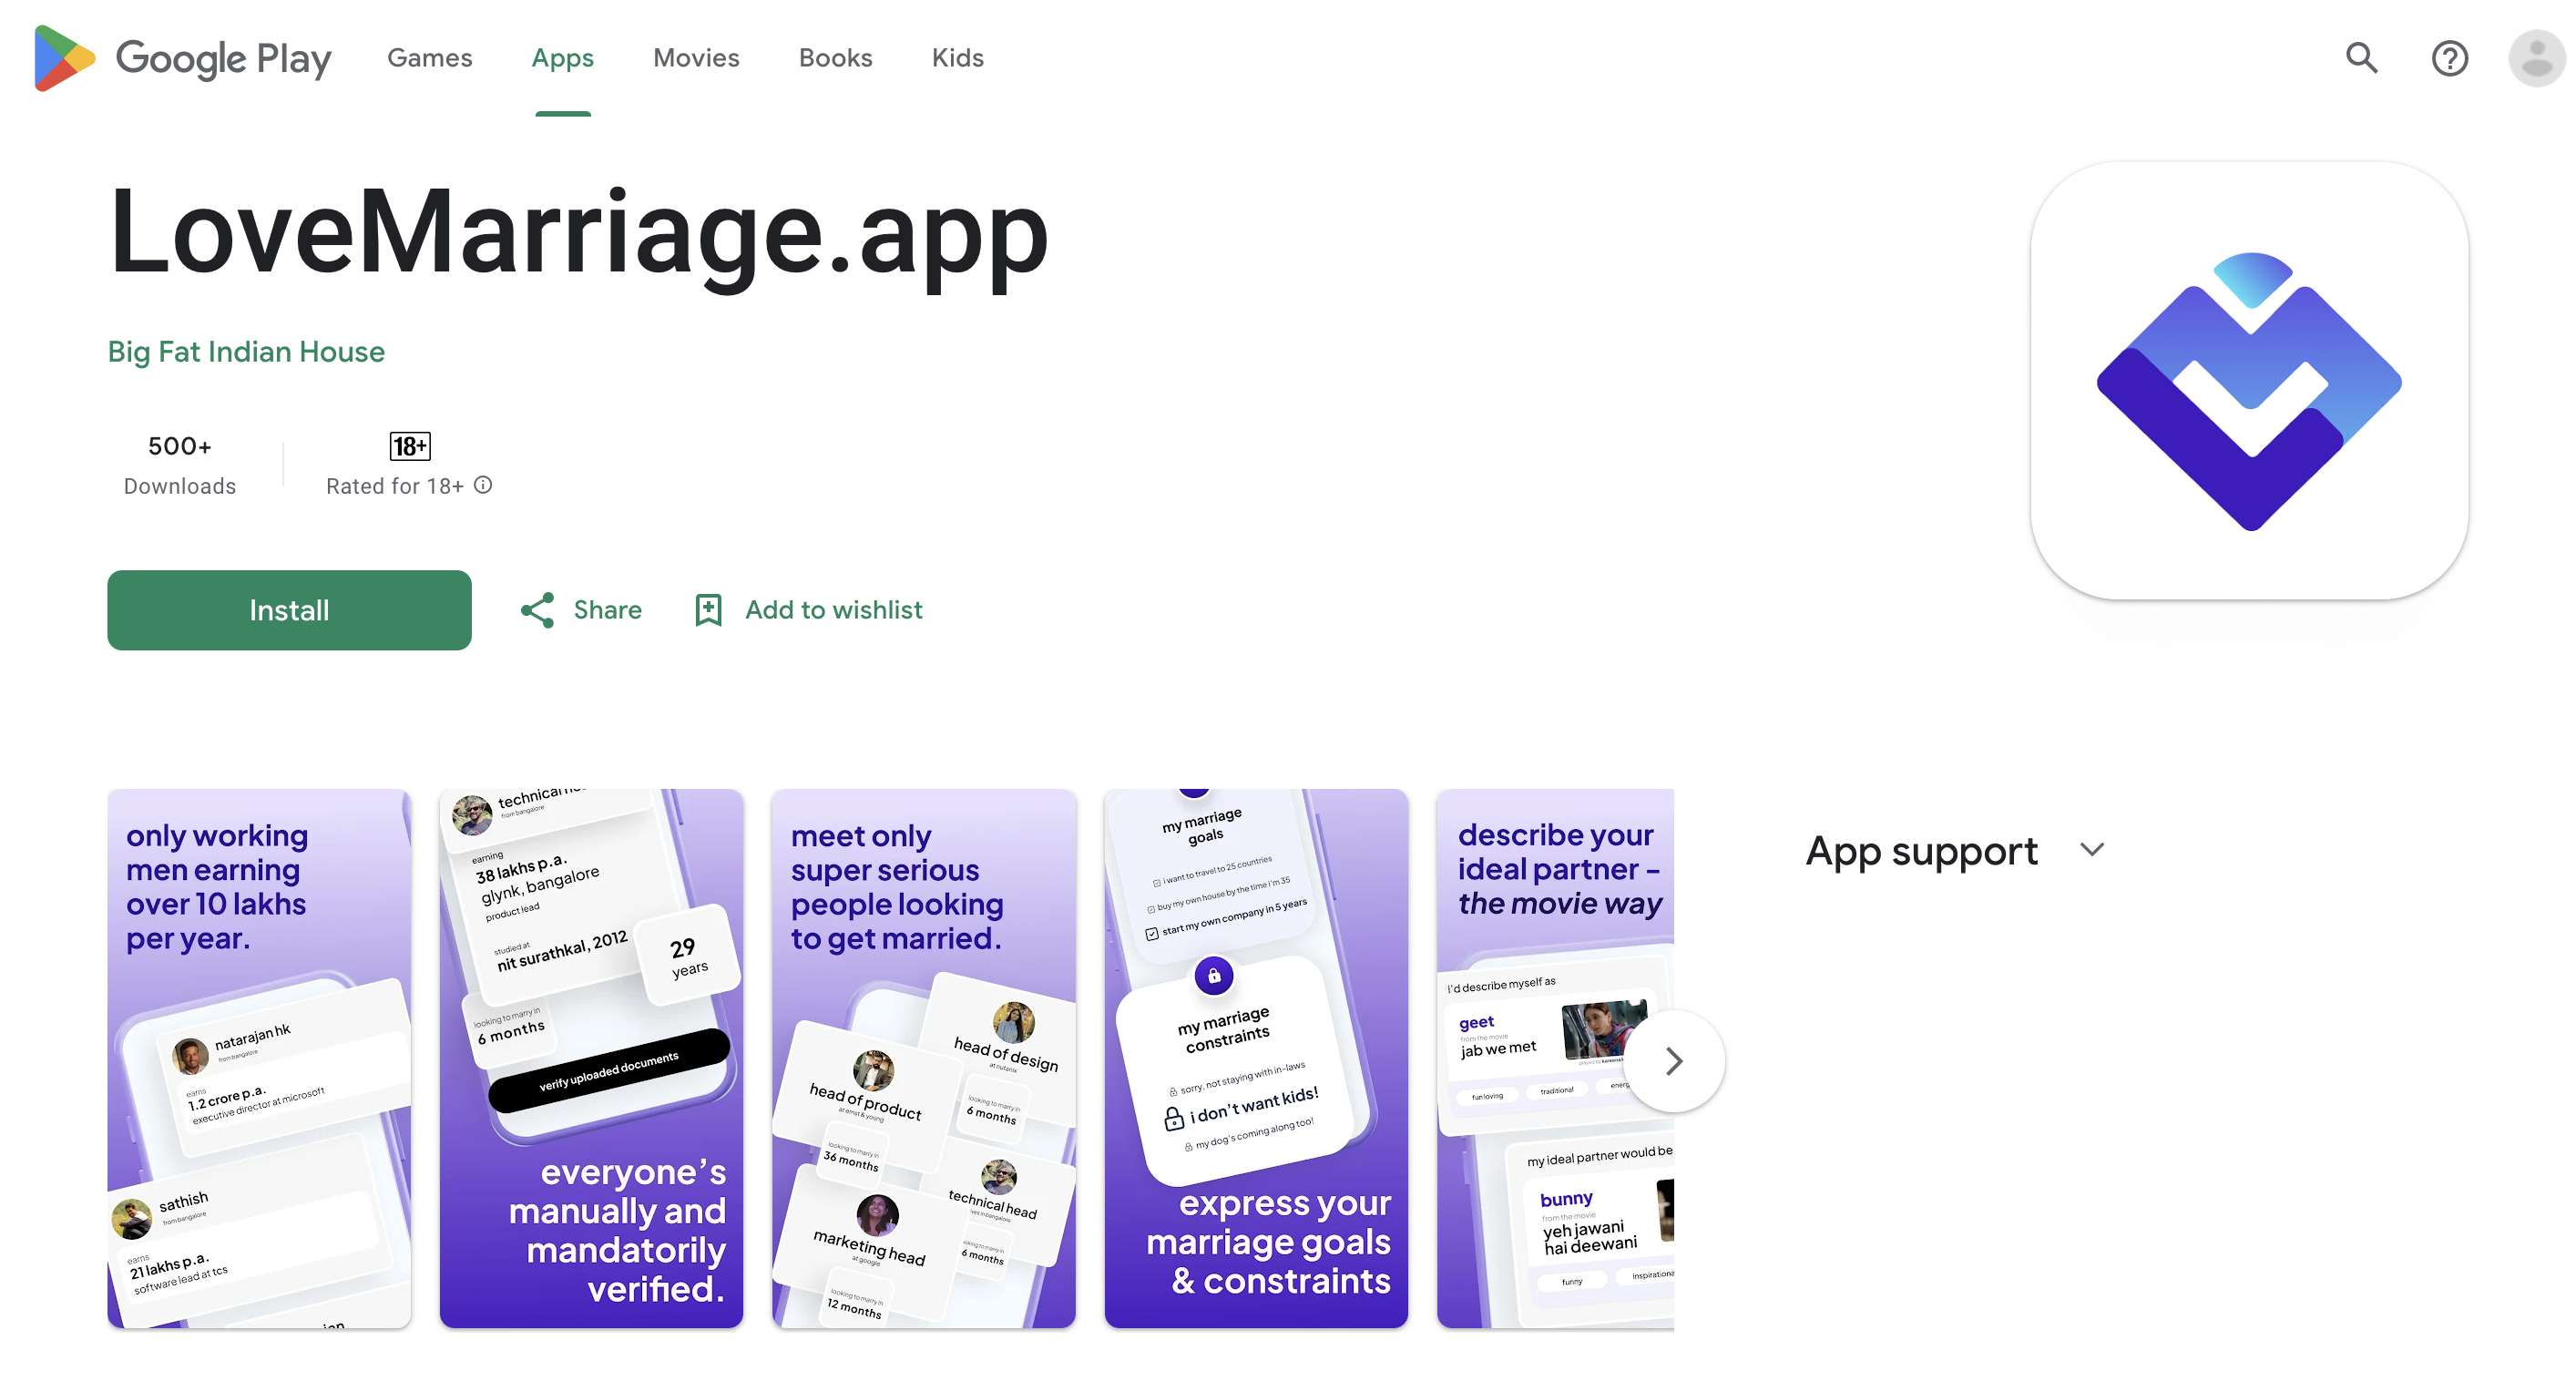 Google Play
Games
Apps
Movies
Books
Kids
LoveMarriage.app
Big Fat Indian House
500+
Downloads
18+
Rated for 18+
Install
Share
Add to wishlist
only working
men earning
over 10 lakhs
per year.
natarajan hk
from bangalore
earns
1.2 crore p.a.
executive director at microsoft
sathish
from bangalore
earns
21 lakhs p.a.
software lead at tcs
from bangalore
earning
38 lakhs p.a.
glynk, bangalore
product lead
studied at
nit surathkal, 2012
29
years
looking to marry in
6 months
verify uploaded documents
everyone's
manually and
mandatorily
verified.
meet only
super serious
people looking
to get married.
head of design
at nutanix
looking to marry in
6 months
head of product
at ernst & young
looking to marry in
36 months
technical head
lives in bangalore
looking to marry in
6 months
marketing head
at google
looking to marry in
12 months
my marriage
goals
i want to travel to 25 countries
buy my own house by the time i'm 35
start my own company in 5 years
my marriage
constraints
sorry, not staying with in-laws
i don't want kids!
my dog's coming along too!
express your
marriage goals
& constraints
describe your
ideal partner –
the movie way
i'd describe myself as
geet
from the movie
jab we met
fun loving
traditional
my ideal partner would be
bunny
from the movie
yeh jawani
hai deewani
funny
App support